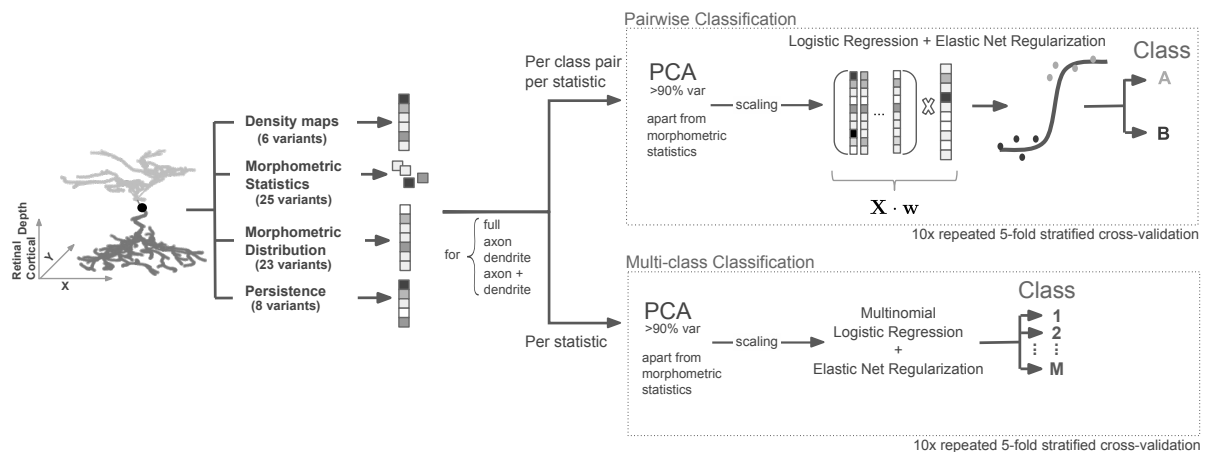 Pairwise Classification
Logistic Regression + Elastic Net Regularization
Class
Per class pair
per statistic
PCA
>90% var
scaling
...
A
B
apart from
morphometric
statistics
X · w
10x repeated 5-fold stratified cross-validation
Density maps
(6 variants)
Morphometric
Statistics
(25 variants)
Morphometric
Distribution
(23 variants)
Persistence
(8 variants)
Retinal Depth
Cortical
Y
X
for
full
axon
dendrite
axon +
dendrite
Multi-class Classification
Class
Per statistic
PCA
>90% var
apart from
morphometric
statistics
scaling
Multinomial
Logistic Regression
+
Elastic Net Regularization
1
2
⋮ ⋮
M
10x repeated 5-fold stratified cross-validation